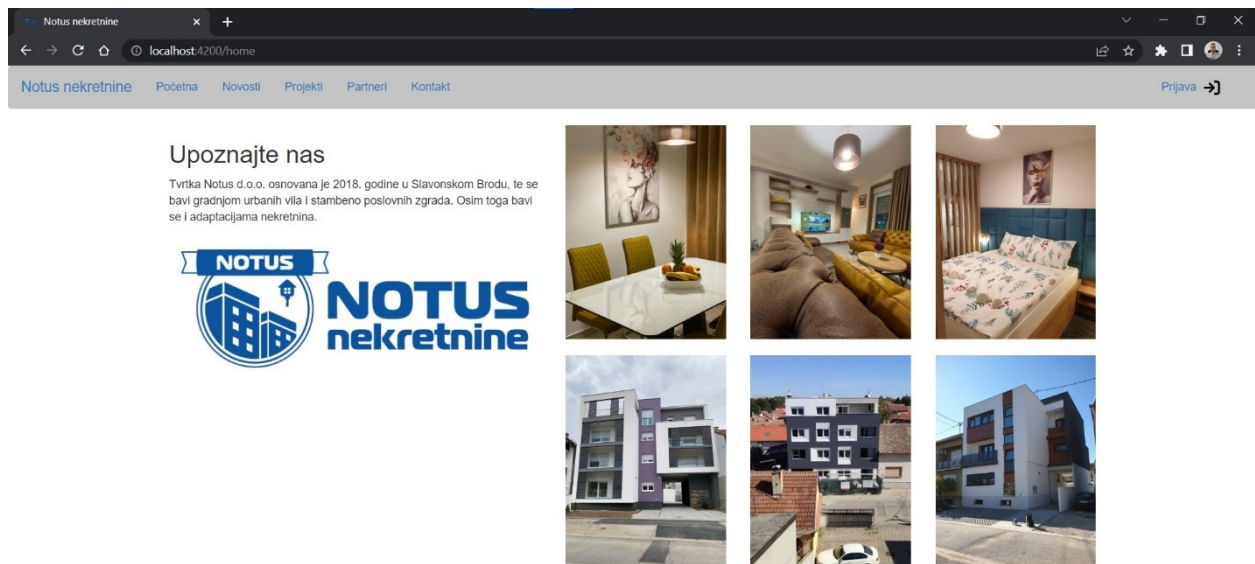 Notus nekretnine
localhost:4200/home
Notus nekretnine Početna Novosti Projekti Partneri Kontakt Prijava
Upoznajte nas
Tvrtka Notus d.o.o. osnovana je 2018. godine u Slavonskom Brodu, te se
bavi gradnjom urbanih vila i stambeno poslovnih zgrada. Osim toga bavi
se i adaptacijama nekretnina.
NOTUS
NOTUS
nekretnine